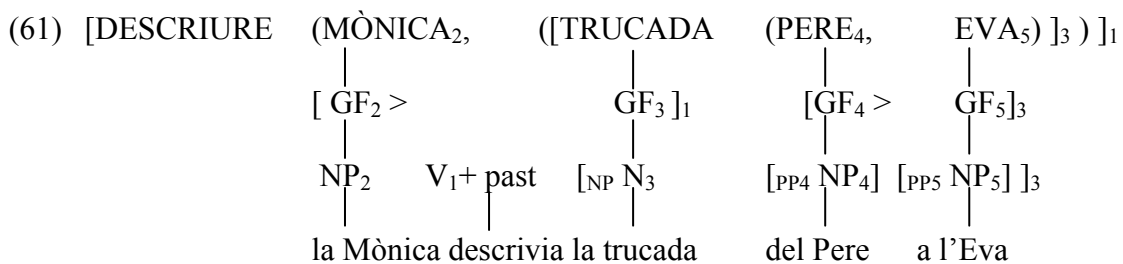 (61) [DESCRIURE (MÒNICA₂, ([TRUCADA (PERE₄, EVA₅) ]₃ ) ]₁
[ GF₂ > GF₃ ]₁ [GF₄ > GF₅]₃
NP₂ V₁+ past [NP N₃ [PP4 NP₄] [PP5 NP₅] ]₃
la Mònica descrivia la trucada del Pere a l’Eva